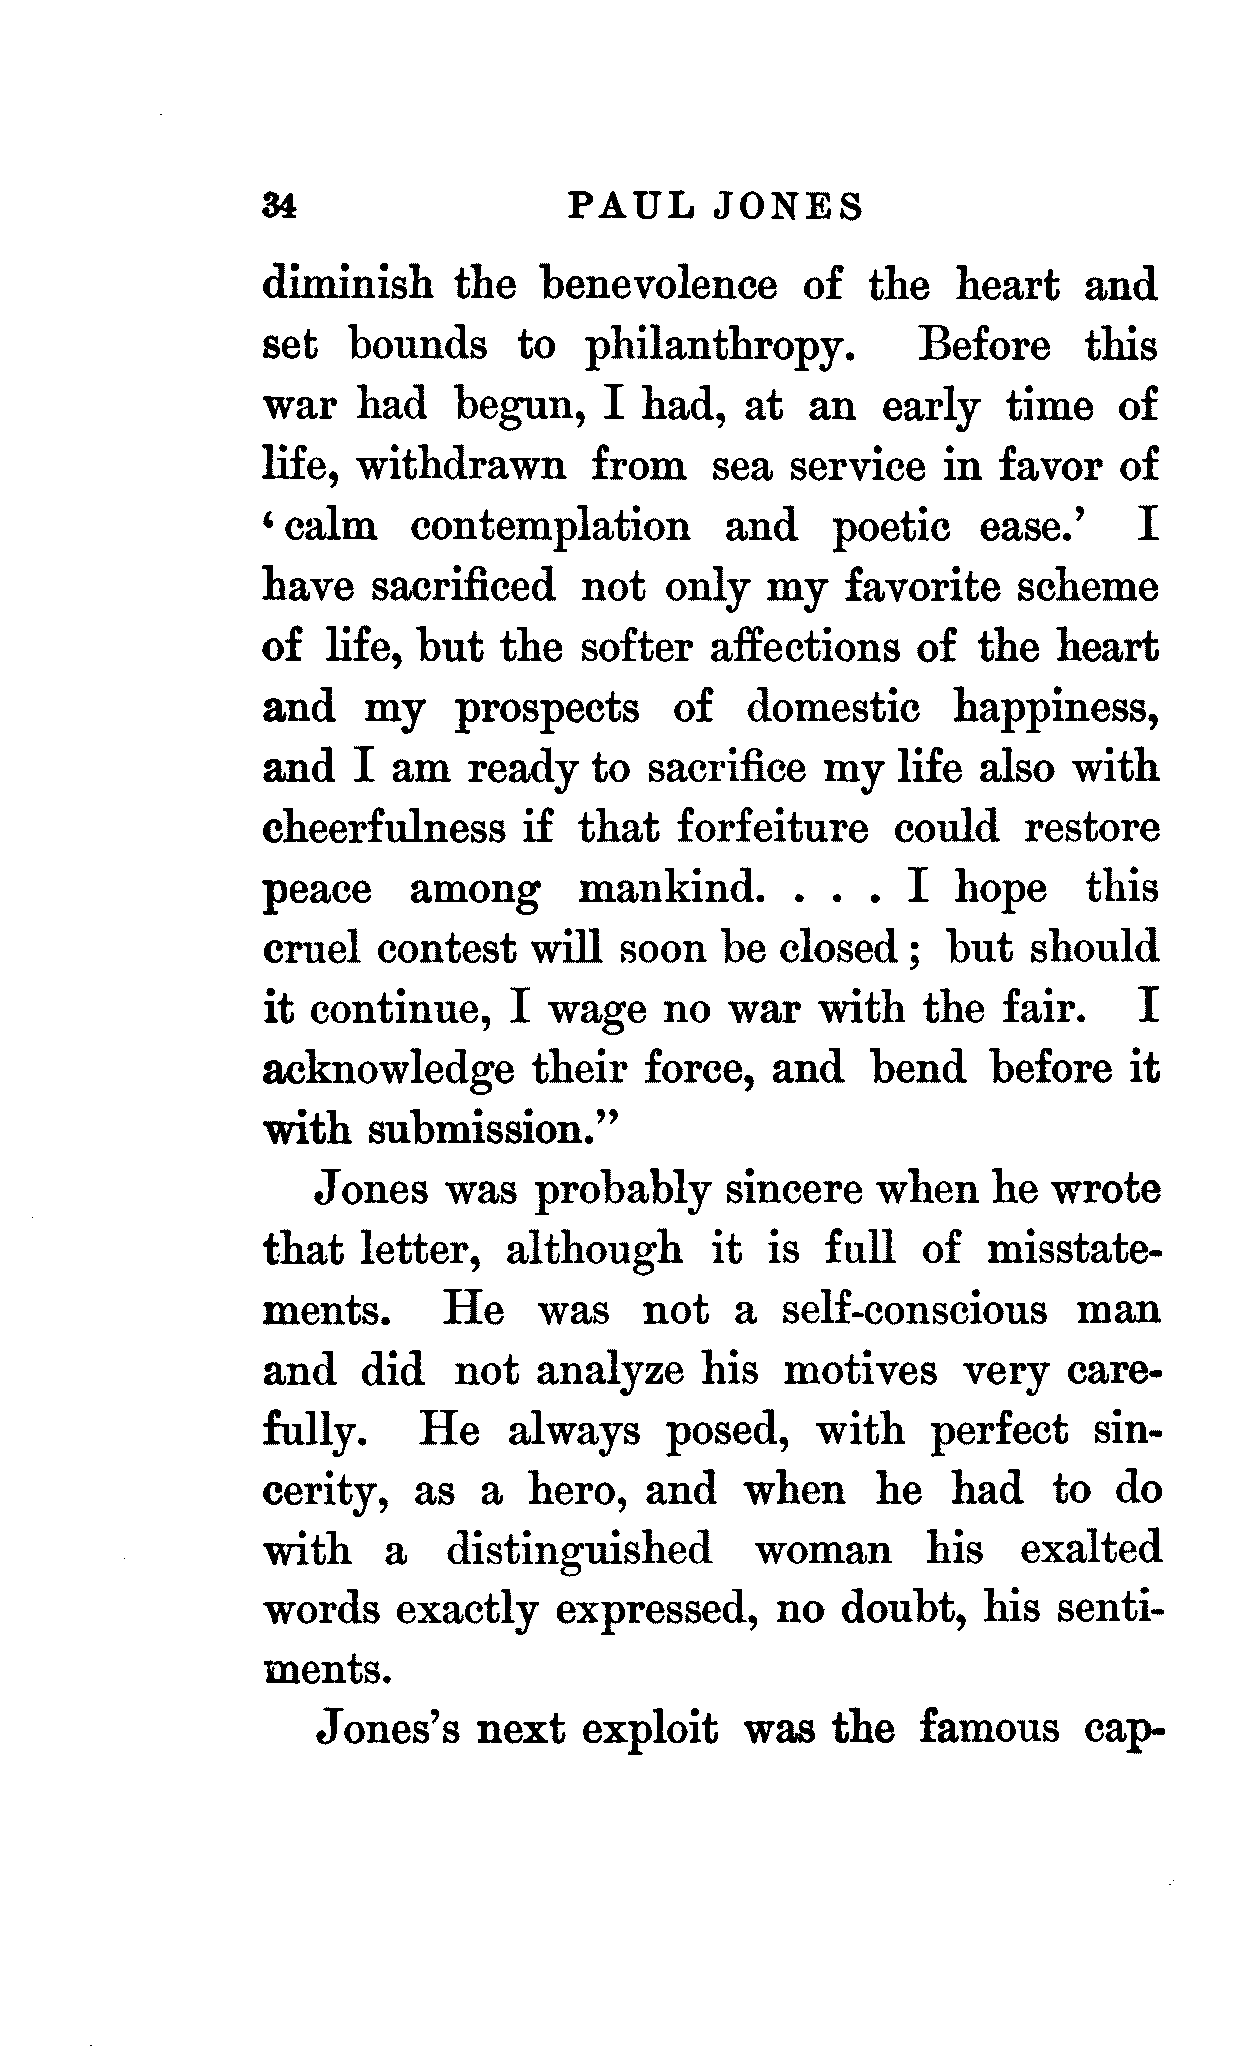 34 PAUL JONES
diminish the benevolence of the heart and
set bounds to philanthropy. Before this
war had begun, I had, at an early time of
life, withdrawn from sea service in favor of
‘calm contemplation and poetic ease.’ I
have sacrificed not only my favorite scheme
of life, but the softer affections of the heart
and my prospects of domestic happiness,
and I am ready to sacrifice my life also with
cheerfulness if that forfeiture could restore
peace among mankind. . . . I hope this
cruel contest will soon be closed; but should
it continue, I wage no war with the fair. I
acknowledge their force, and bend before it
with submission.”
Jones was probably sincere when he wrote
that letter, although it is full of misstate-
ments. He was not a self-conscious man
and did not analyze his motives very care-
fully. He always posed, with perfect sin-
cerity, as a hero, and when he had to do
with a distinguished woman his exalted
words exactly expressed, no doubt, his senti-
ments.
Jones’s next exploit was the famous cap-